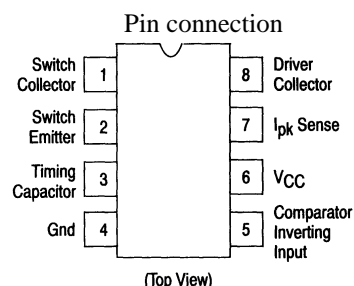 Pin connection
Switch
Collector
1
8
Driver
Collector
Switch
Emitter
2
7
Ipk Sense
Timing
Capacitor
3
6
VCC
Gnd
4
5
Comparator
Inverting
Input
(Top View)